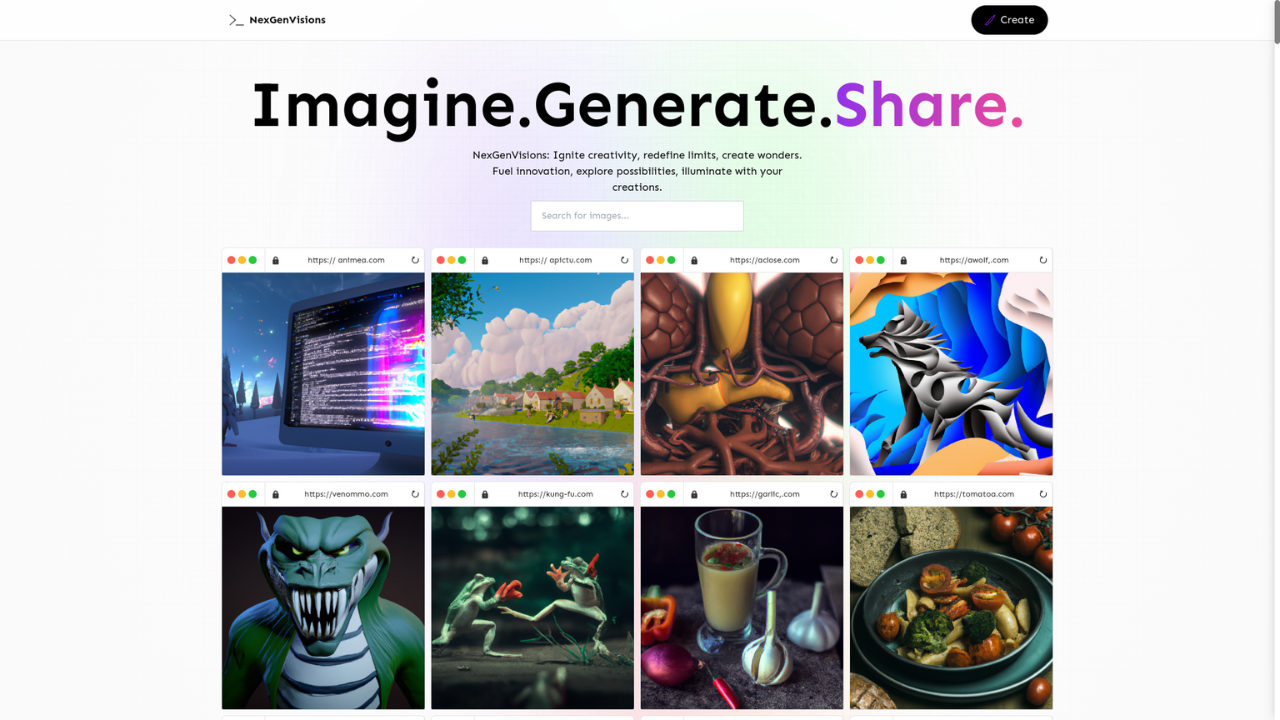 NexGenVisions
Create
Imagine.Generate.Share.
NexGenVisions: Ignite creativity, redefine limits, create wonders.
Fuel innovation, explore possibilities, illuminate with your
creations.
Search for images...
https:// animea.com
https:// apictu.com
https://aclose.com
https://awolf,.com
https://venommo.com
https://kung-fu.com
https://garlic,.com
https://tomatoa.com